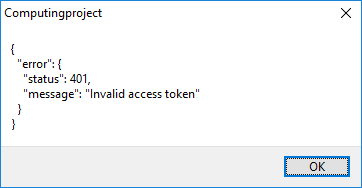 Computingproject
{
"error": {
"status": 401,
"message": "Invalid access token"
}
}
OK